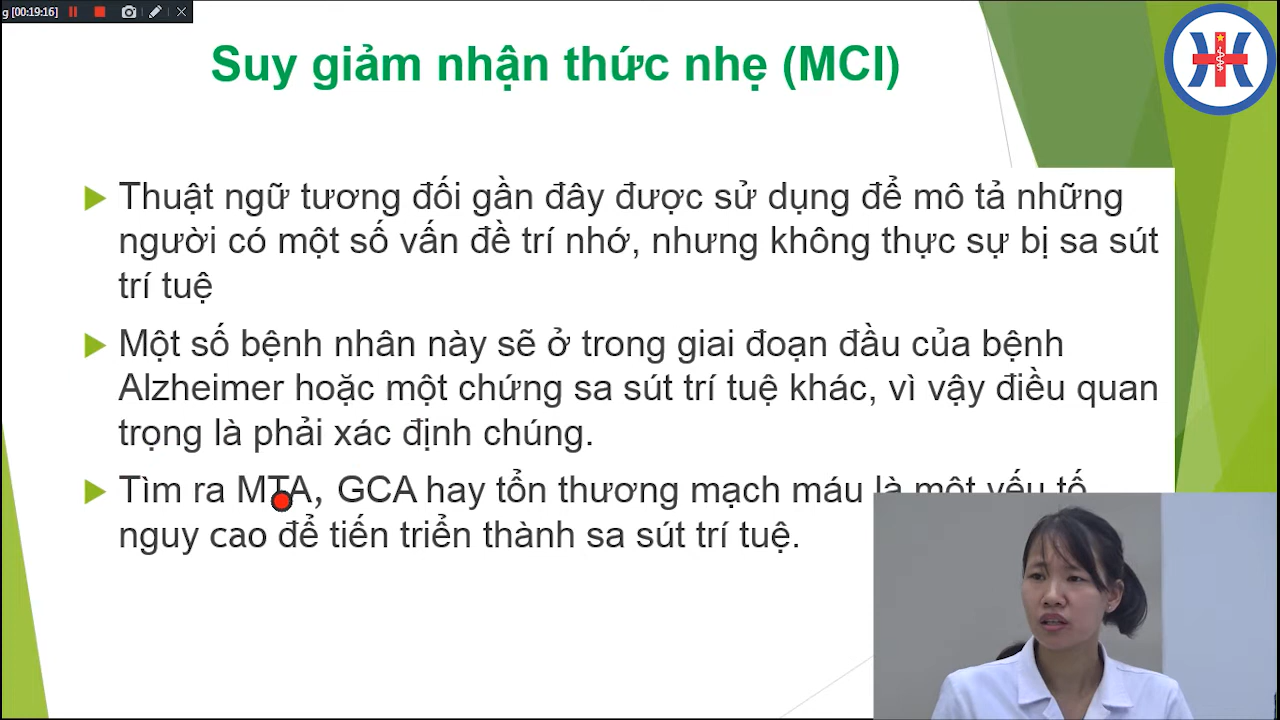 g [00:19:16]
Suy giảm nhận thức nhẹ (MCI)
Thuật ngữ tương đối gần đây được sử dụng để mô tả những
người có một số vấn đề trí nhớ, nhưng không thực sự bị sa sút
trí tuệ
Một số bệnh nhân này sẽ ở trong giai đoạn đầu của bệnh
Alzheimer hoặc một chứng sa sút trí tuệ khác, vì vậy điều quan
trọng là phải xác định chúng.
Tìm ra MTA, GCA hay tổn thương mạch máu là một yếu tố
nguy cao để tiến triển thành sa sút trí tuệ.